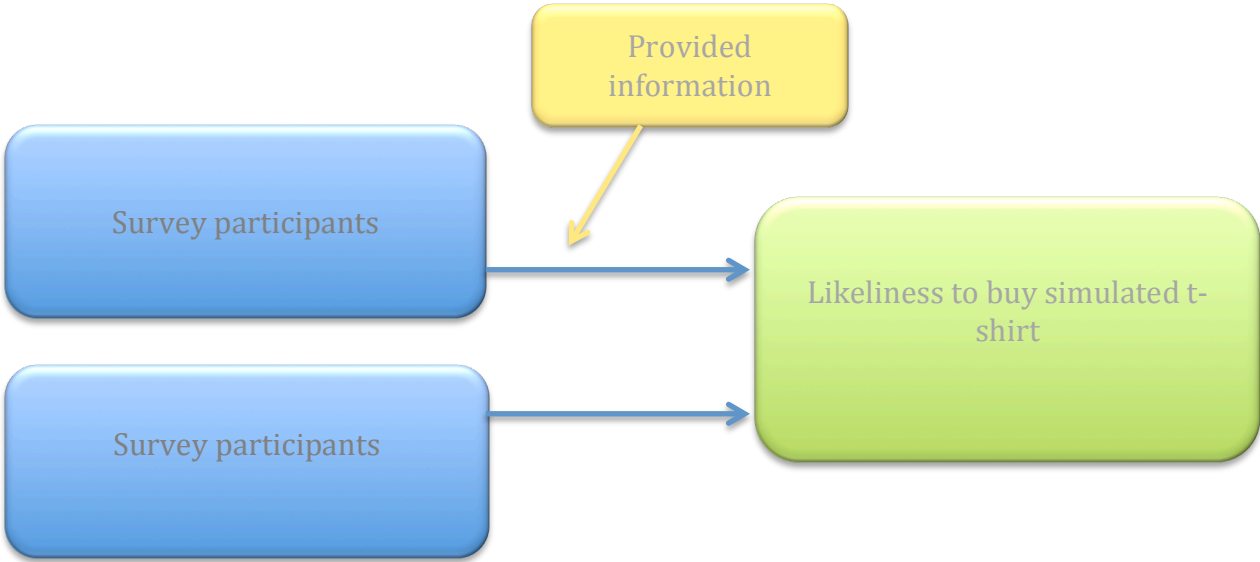 Provided
information
Survey participants
Likeliness to buy simulated t-
shirt
Survey participants